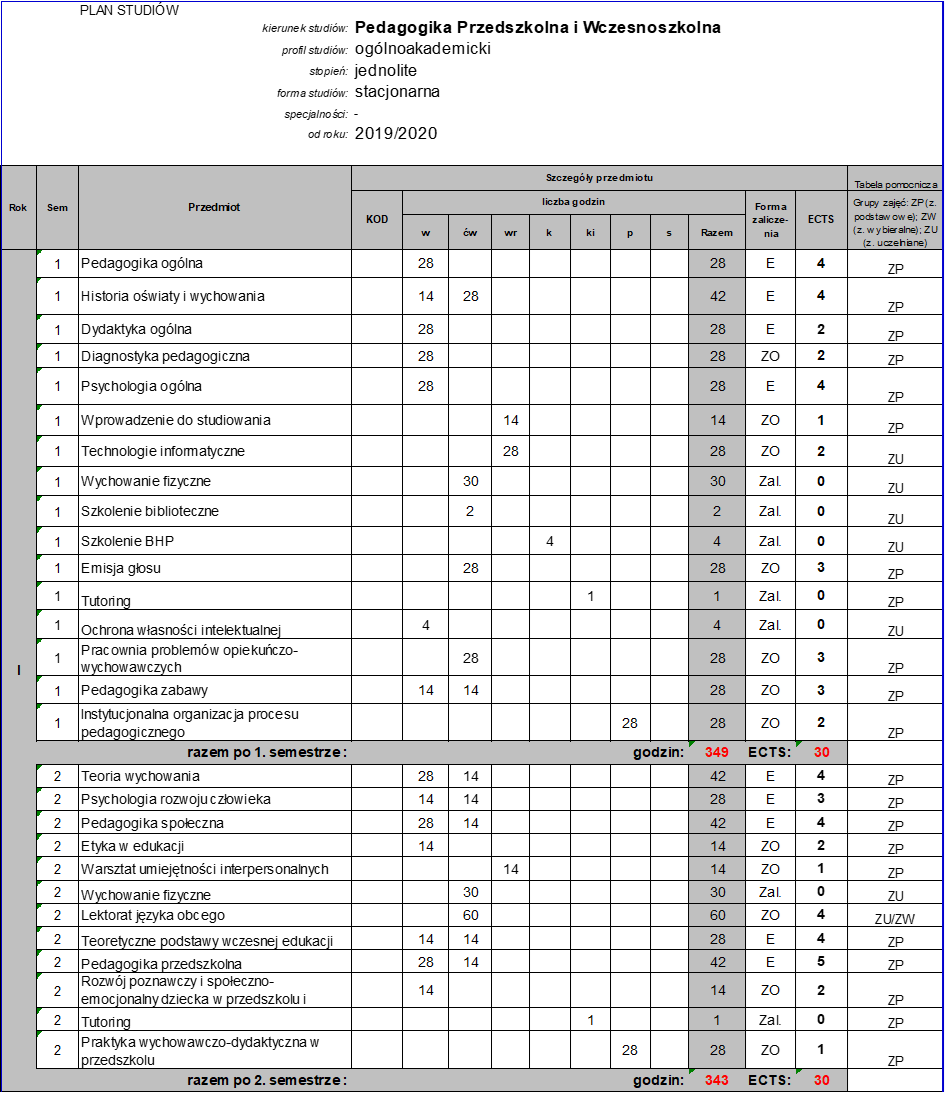 PLAN STUDIÓW
kierunek studiów: Pedagogika Przedszkolna i Wczesnoszkolna
profil studiów: ogólnoakademicki
stopień: jednolite
forma studiów: stacjonarna
specjalności: -
od roku: 2019/2020
Rok Sem Przedmiot Szczegóły przedmiotu Tabela pomocnicza
KOD liczba godzin Forma zalicze-nia ECTS Grupy zajęć: ZP (z. podstawowe); ZW (z. wybieralne); ZU (z. uczelniane)
w ćw wr k ki p s Razem
I
1 Pedagogika ogólna 28 28 E 4 ZP
1 Historia oświaty i wychowania 14 28 42 E 4 ZP
1 Dydaktyka ogólna 28 28 E 2 ZP
1 Diagnostyka pedagogiczna 28 28 ZO 2 ZP
1 Psychologia ogólna 28 28 E 4 ZP
1 Wprowadzenie do studiowania 14 14 ZO 1 ZP
1 Technologie informatyczne 28 28 ZO 2 ZU
1 Wychowanie fizyczne 30 30 Zal. 0 ZU
1 Szkolenie biblioteczne 2 2 Zal. 0 ZU
1 Szkolenie BHP 4 4 Zal. 0 ZU
1 Emisja głosu 28 28 ZO 3 ZP
1 Tutoring 1 1 Zal. 0 ZP
1 Ochrona własności intelektualnej 4 4 Zal. 0 ZU
1 Pracownia problemów opiekuńczo-
wychowawczych 28 28 ZO 3 ZP
1 Pedagogika zabawy 14 14 28 ZO 3 ZP
1 Instytucjonalna organizacja procesu
pedagogicznego 28 28 ZO 2 ZP
razem po 1. semestrze: godzin: 349 ECTS: 30
2 Teoria wychowania 28 14 42 E 4 ZP
2 Psychologia rozwoju człowieka 14 14 28 E 3 ZP
2 Pedagogika społeczna 28 14 42 E 4 ZP
2 Etyka w edukacji 14 14 ZO 2 ZP
2 Warsztat umiejętności interpersonalnych 14 14 ZO 1 ZP
2 Wychowanie fizyczne 30 30 Zal. 0 ZU
2 Lektorat języka obcego 60 60 ZO 4 ZU/ZW
2 Teoretyczne podstawy wczesnej edukacji 14 14 28 E 4 ZP
2 Pedagogika przedszkolna 28 14 42 E 5 ZP
2 Rozwój poznawczy i społeczno-
emocjonalny dziecka w przedszkolu i 14 14 ZO 2 ZP
2 Tutoring 1 1 Zal. 0 ZP
2 Praktyka wychowawczo-dydaktyczna w
przedszkolu 28 28 ZO 1 ZP
razem po 2. semestrze: godzin: 343 ECTS: 30